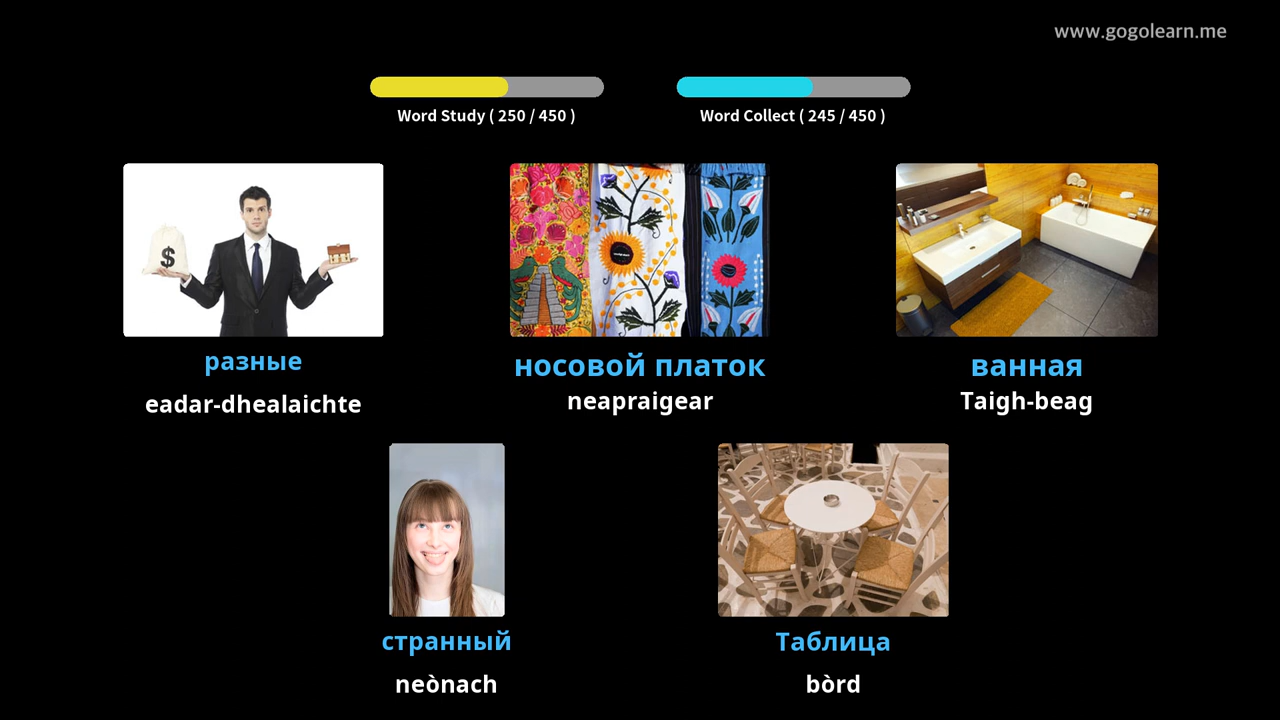 www.gogolearn.me
Word Study ( 250 / 450 )
Word Collect ( 245 / 450 )
$
разные
eadar-dhealaichte
носовой платок
neapraigear
ванная
Taigh-beag
странный
neònach
Таблица
bòrd